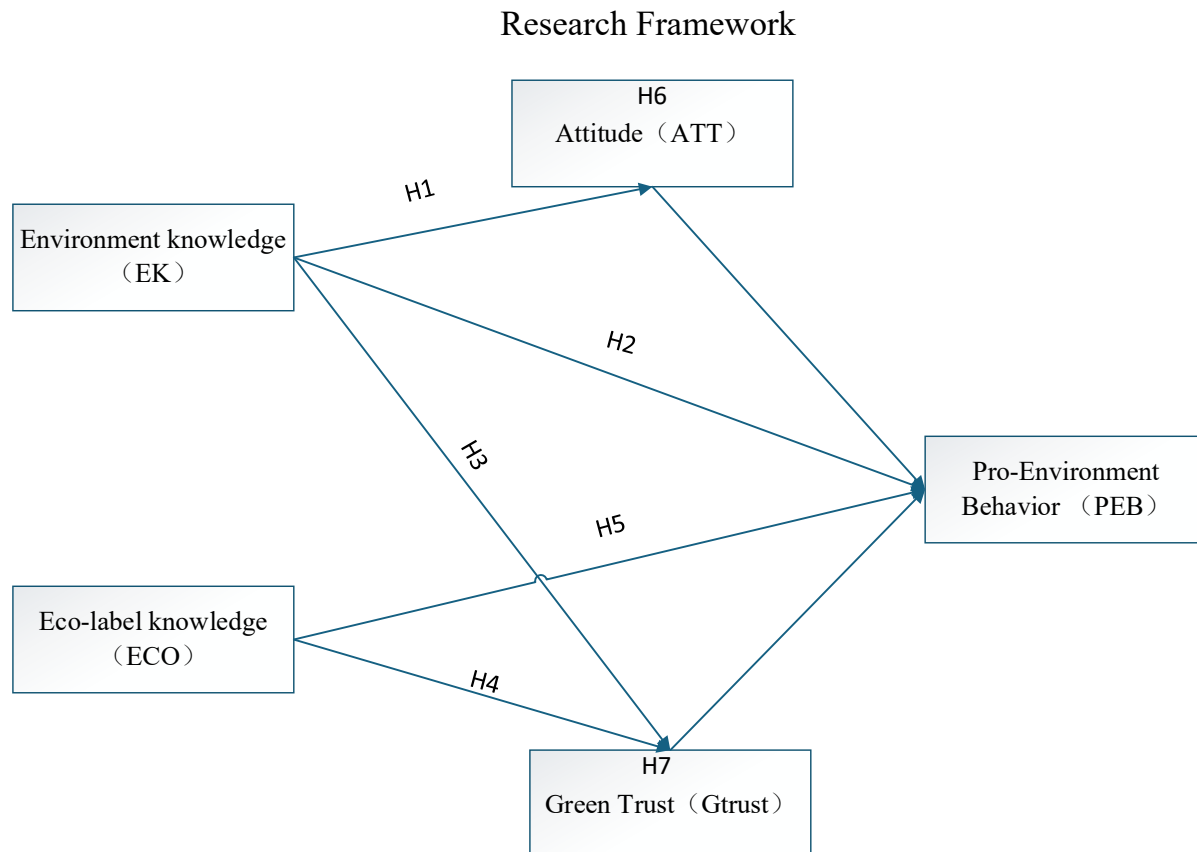 Research Framework
H6
Attitude（ATT）
H1
Environment knowledge
（EK）
H2
H3
Pro-Environment
Behavior （PEB）
H5
Eco-label knowledge
（ECO）
H4
H7
Green Trust（Gtrust）